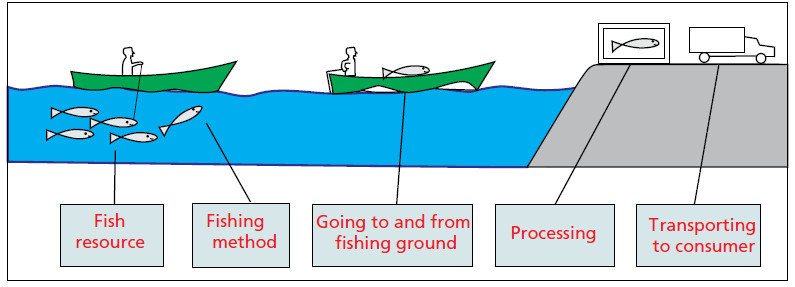 Fish
resource
Fishing
method
Going to and from
fishing ground
Processing
Transporting
to consumer